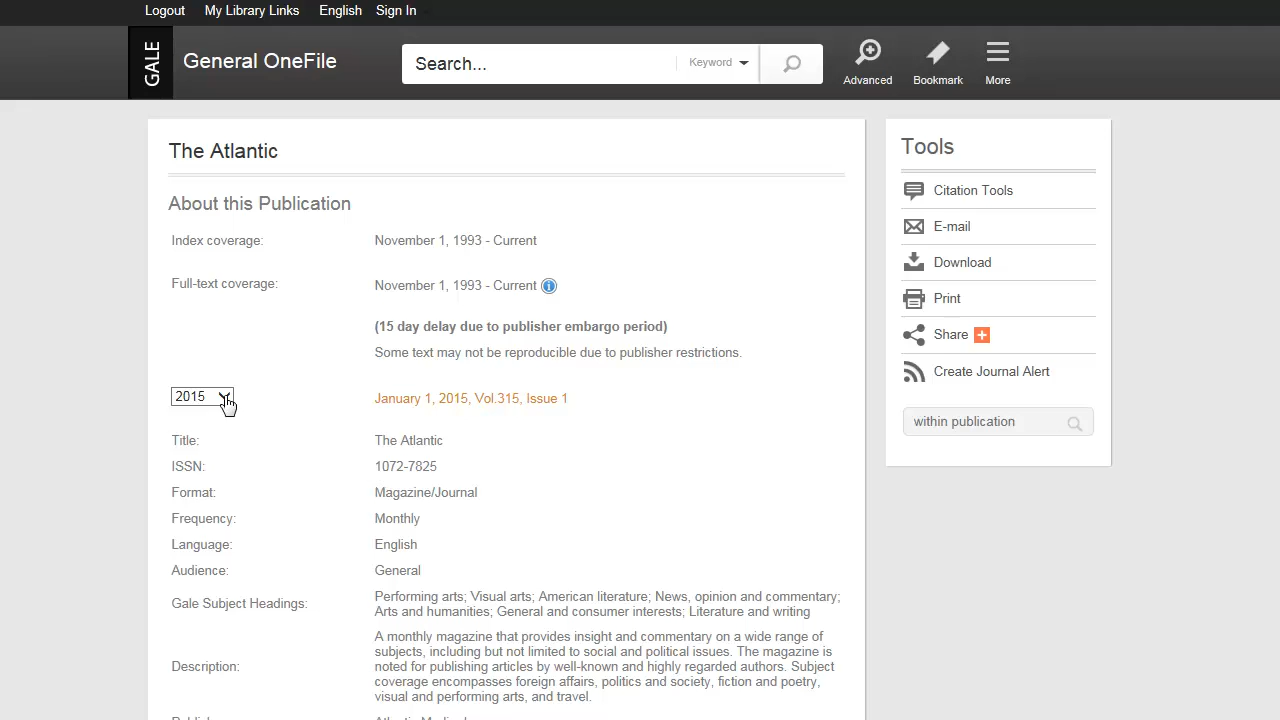 Logout My Library Links English Sign In
GALE General OneFile Search... Keyword Advanced Bookmark More
The Atlantic
About this Publication
Index coverage: November 1, 1993 - Current
Full-text coverage: November 1, 1993 - Current
(15 day delay due to publisher embargo period)
Some text may not be reproducible due to publisher restrictions.
2015 January 1, 2015, Vol.315, Issue 1
Title: The Atlantic
ISSN: 1072-7825
Format: Magazine/Journal
Frequency: Monthly
Language: English
Audience: General
Gale Subject Headings: Performing arts; Visual arts; American literature; News, opinion and commentary;
Arts and humanities; General and consumer interests; Literature and writing
Description: A monthly magazine that provides insight and commentary on a wide range of
subjects, including but not limited to social and political issues. The magazine is
noted for publishing articles by well-known and highly regarded authors. Subject
coverage encompasses foreign affairs, politics and society, fiction and poetry,
visual and performing arts, and travel.
Tools
Citation Tools
E-mail
Download
Print
Share
Create Journal Alert
within publication